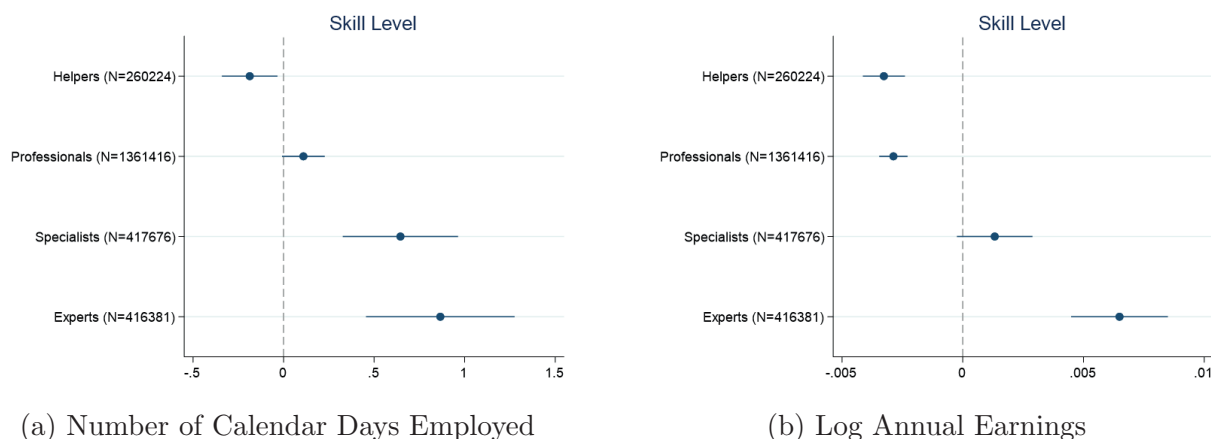 Skill Level
Helpers (N=260224)
Professionals (N=1361416)
Specialists (N=417676)
Experts (N=416381)
-.5 0 .5 1 1.5
(a) Number of Calendar Days Employed
Skill Level
Helpers (N=260224)
Professionals (N=1361416)
Specialists (N=417676)
Experts (N=416381)
-.005 0 .005 .01
(b) Log Annual Earnings